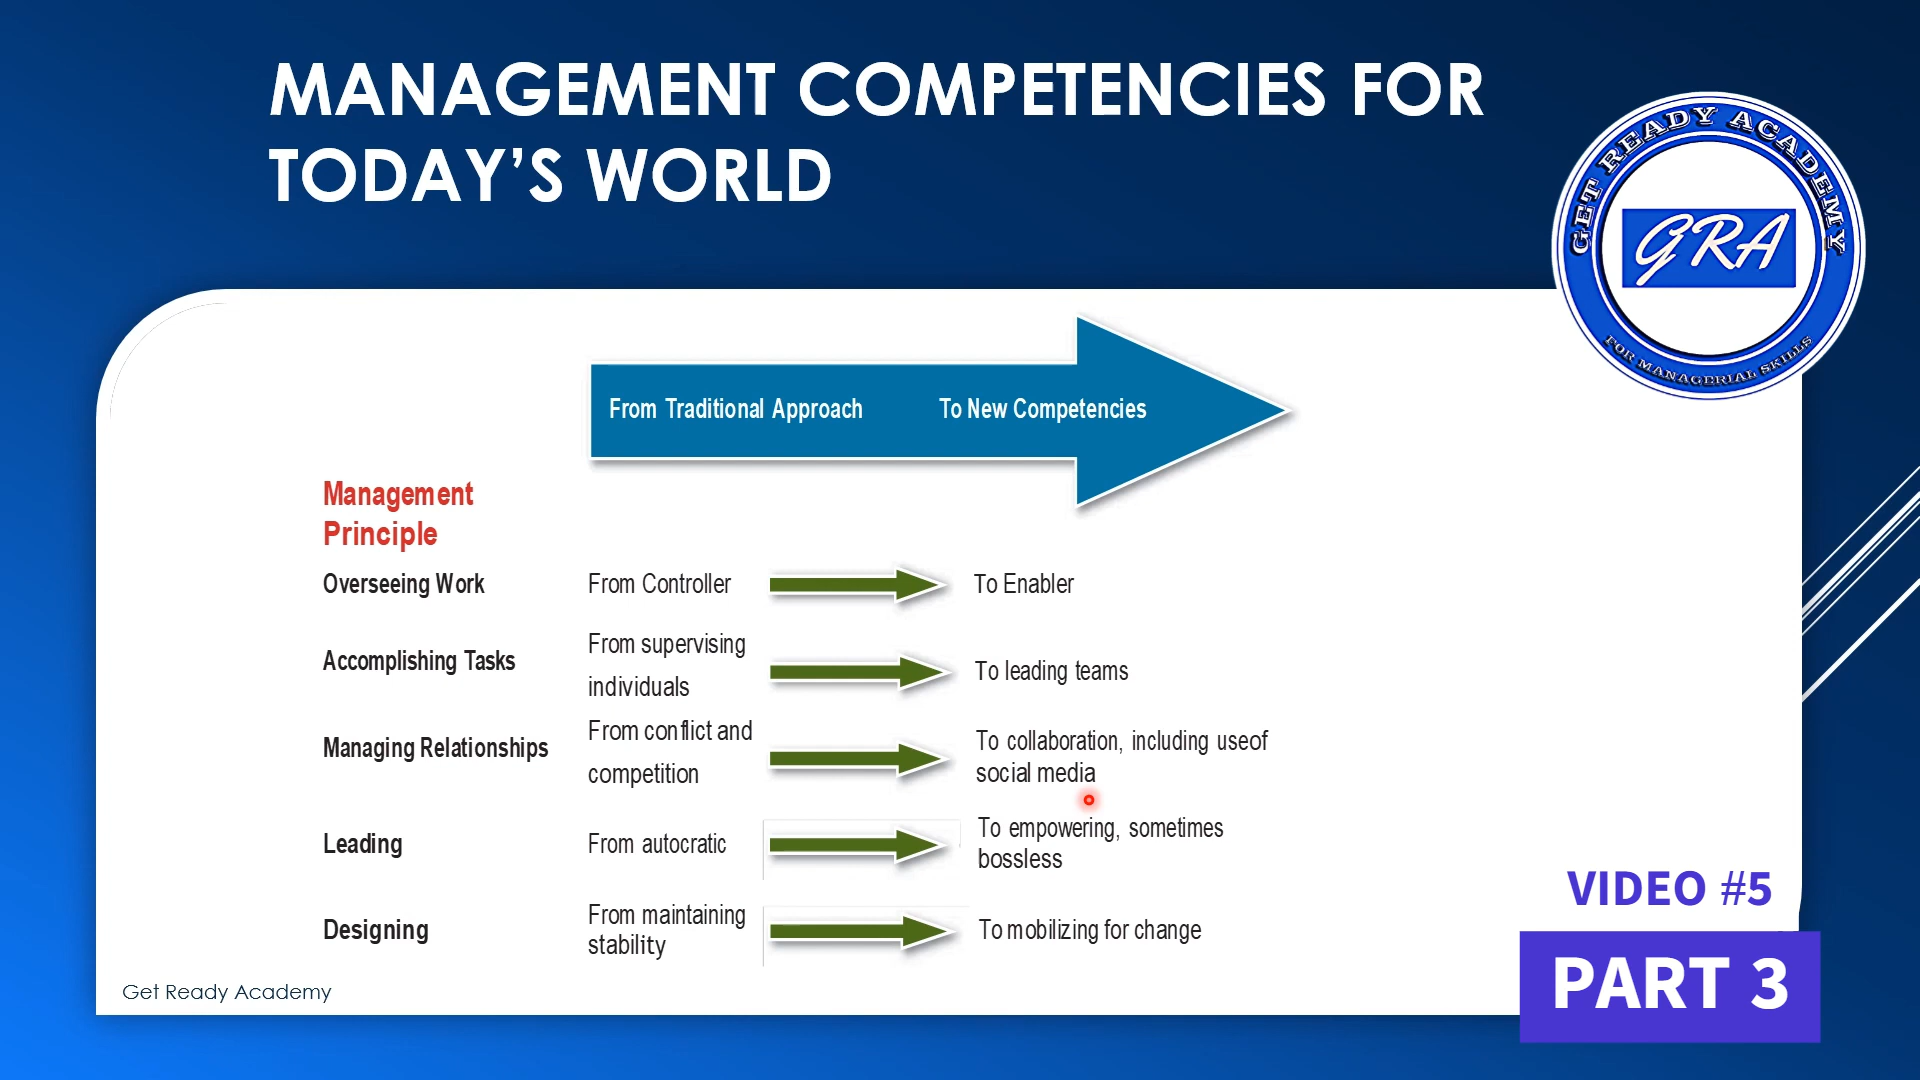 MANAGEMENT COMPETENCIES FOR
TODAY'S WORLD
GET READY ACADEMY
GRA
FOR MANAGERIAL SKILLS
From Traditional Approach To New Competencies
Management
Principle
Overseeing Work From Controller To Enabler
Accomplishing Tasks
From supervising
individuals
To leading teams
Managing Relationships
From conflict and
competition
To collaboration, including useof
social media
Leading
From autocratic
To empowering, sometimes
bossless
Designing
From maintaining
stability
To mobilizing for change
Get Ready Academy
VIDEO #5
PART 3